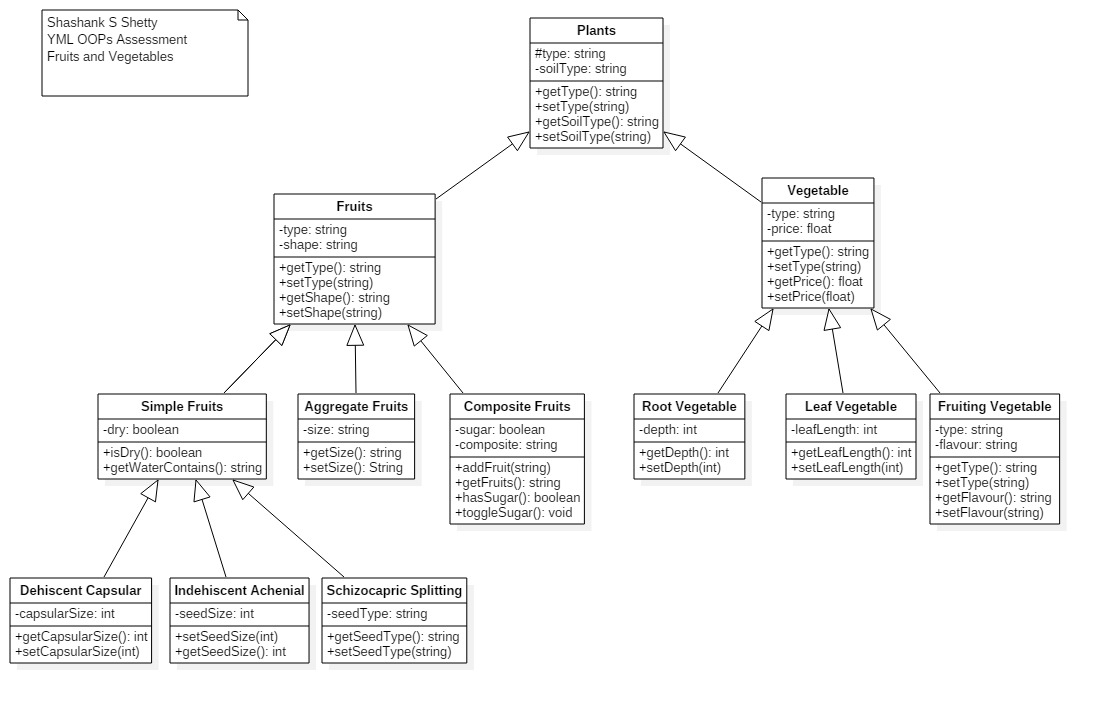 Shashank S Shetty
YML OOPs Assessment
Fruits and Vegetables
Plants
#type: string
-soilType: string
+getType(): string
+setType(string)
+getSoilType(): string
+setSoilType(string)
Fruits
-type: string
-shape: string
+getType(): string
+setType(string)
+getShape(): string
+setShape(string)
Vegetable
-type: string
-price: float
+getType(): string
+setType(string)
+getPrice(): float
+setPrice(float)
Simple Fruits
-dry: boolean
+isDry(): boolean
+getWaterContains(): string
Aggregate Fruits
-size: string
+getSize(): string
+setSize(): String
Composite Fruits
-sugar: boolean
-composite: string
+addFruit(string)
+getFruits(): string
+hasSugar(): boolean
+toggleSugar(): void
Root Vegetable
-depth: int
+getDepth(): int
+setDepth(int)
Leaf Vegetable
-leafLength: int
+getLeafLength(): int
+setLeafLength(int)
Fruiting Vegetable
-type: string
-flavour: string
+getType(): string
+setType(string)
+getFlavour(): string
+setFlavour(string)
Dehiscent Capsular
-capsularSize: int
+getCapsularSize(): int
+setCapsularSize(int)
Indehiscent Achenial
-seedSize: int
+setSeedSize(int)
+getSeedSize(): int
Schizocapric Splitting
-seedType: string
+getSeedType(): string
+setSeedType(string)